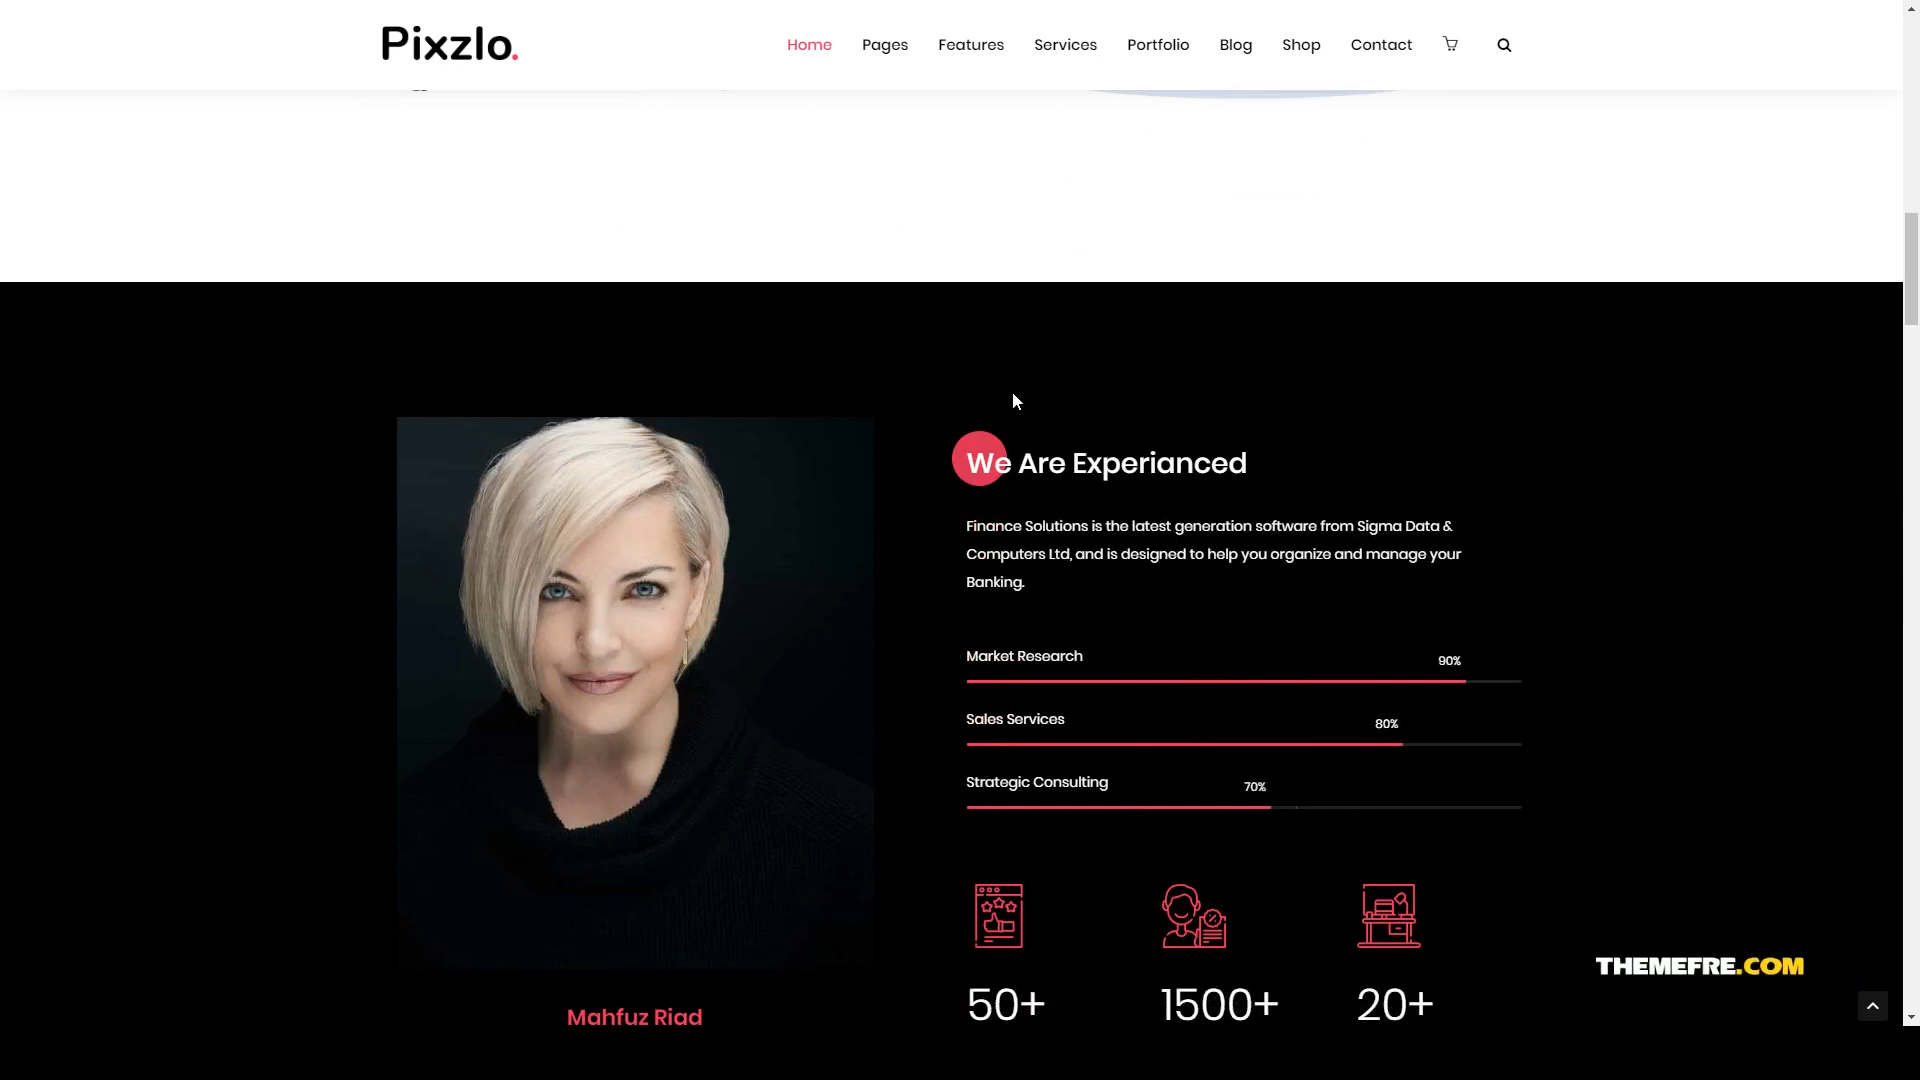 Pixzlo.
Home Pages Features Services Portfolio Blog Shop Contact
We Are Experianced
Finance Solutions is the latest generation software from Sigma Data &
Computers Ltd, and is designed to help you organize and manage your
Banking.
Market Research 90%
Sales Services 80%
Strategic Consulting 70%
THEMEFRE.COM
50+ 1500+ 20+
Mahfuz Riad